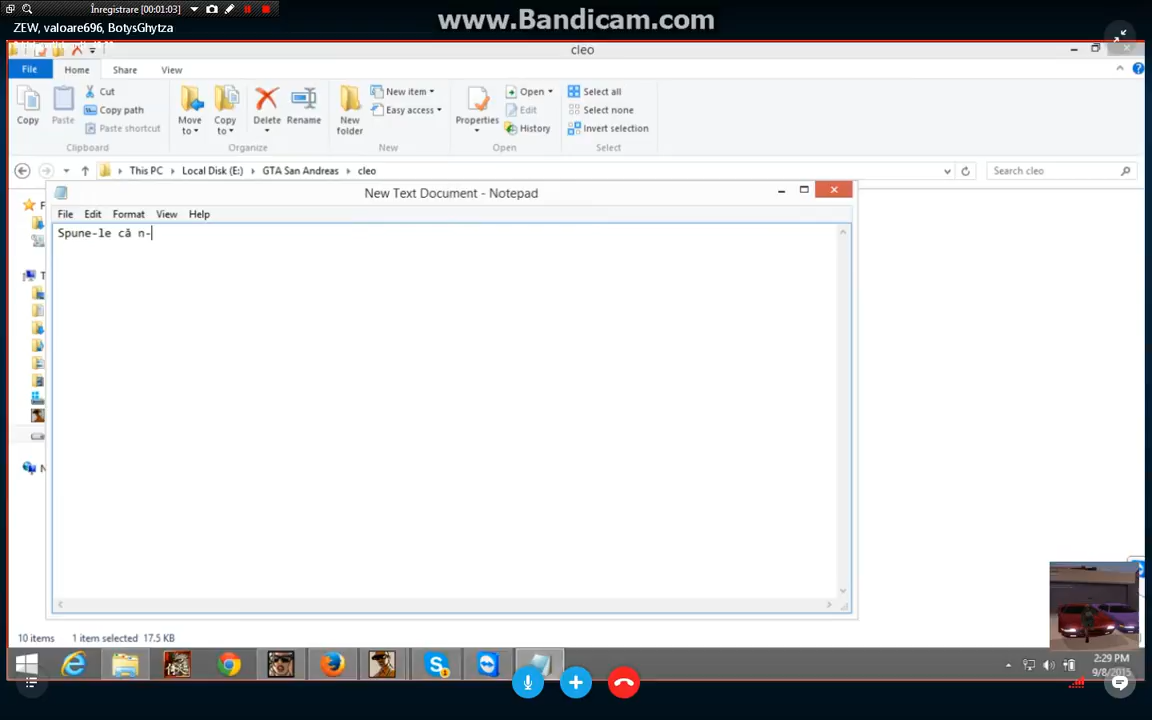 www.Bandicam.com
Înregistrare [00:01:03]
ZEW, valoare696, BotysGhytza
cleo
File Home Share View
Copy
Paste
Cut
Copy path
Paste shortcut
Clipboard
Move to
Copy to
Delete
Rename
Organize
New folder
New item
Easy access
New
Properties
Open
Edit
History
Open
Select all
Select none
Invert selection
Select
This PC Local Disk (E:) GTA San Andreas cleo
Search cleo
New Text Document - Notepad
File Edit Format View Help
Spune-le că n-
10 items 1 item selected 17.5 KB
2:29 PM
9/8/2015